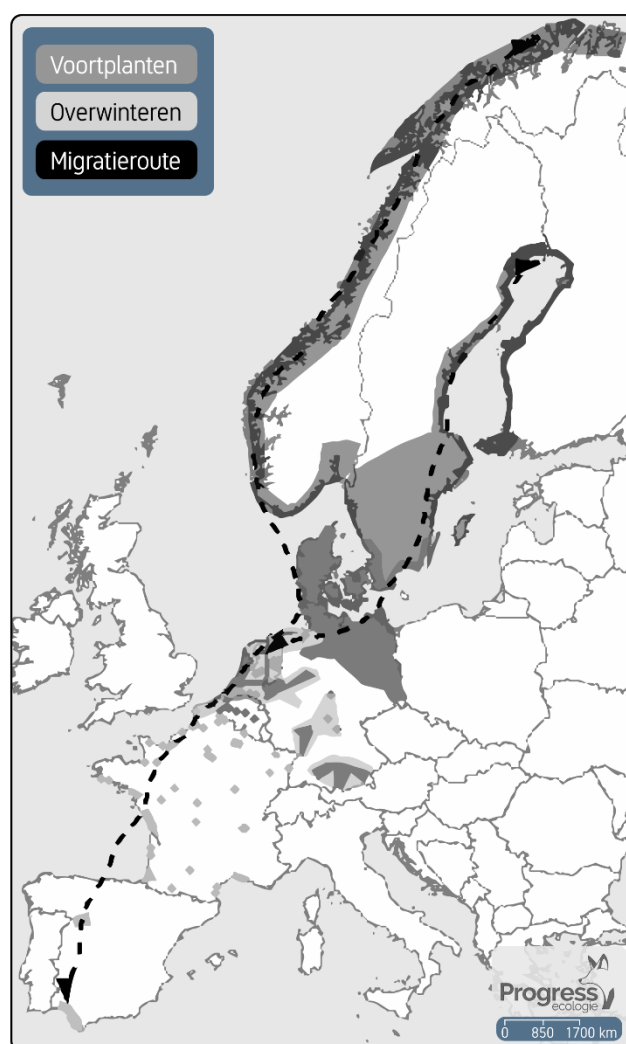 Voortplanten
Overwinteren
Migratieroute
Progress
ecologie
0 850 1700 km